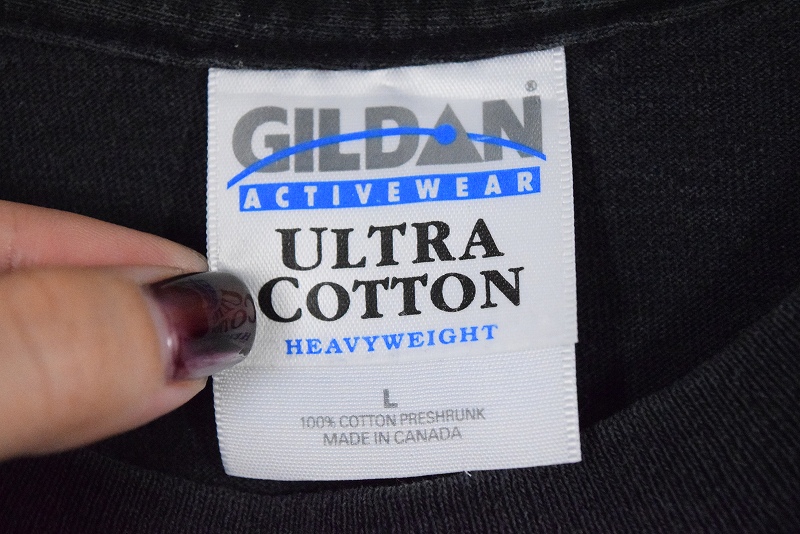 GILDAN®
ACTIVEWEAR
ULTRA
COTTON
HEAVYWEIGHT
L
100% COTTON PRESHRUNK
MADE IN CANADA